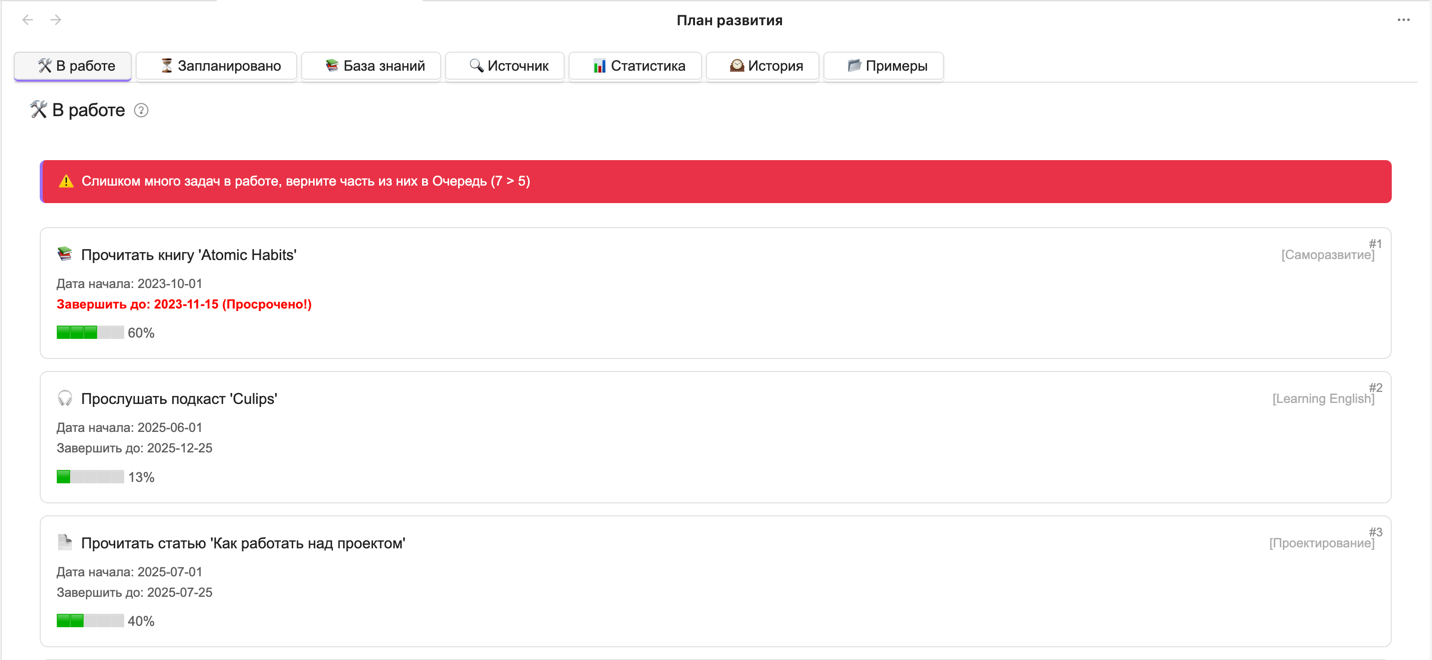 План развития
В работе
Запланировано
База знаний
Источник
Статистика
История
Примеры
В работе
Слишком много задач в работе, верните часть из них в Очередь (7 > 5)
Прочитать книгу 'Atomic Habits'
#1
[Саморазвитие]
Дата начала: 2023-10-01
Завершить до: 2023-11-15 (Просрочено!)
60%
Прослушать подкаст 'Culips'
#2
[Learning English]
Дата начала: 2025-06-01
Завершить до: 2025-12-25
13%
Прочитать статью 'Как работать над проектом'
#3
[Проектирование]
Дата начала: 2025-07-01
Завершить до: 2025-07-25
40%